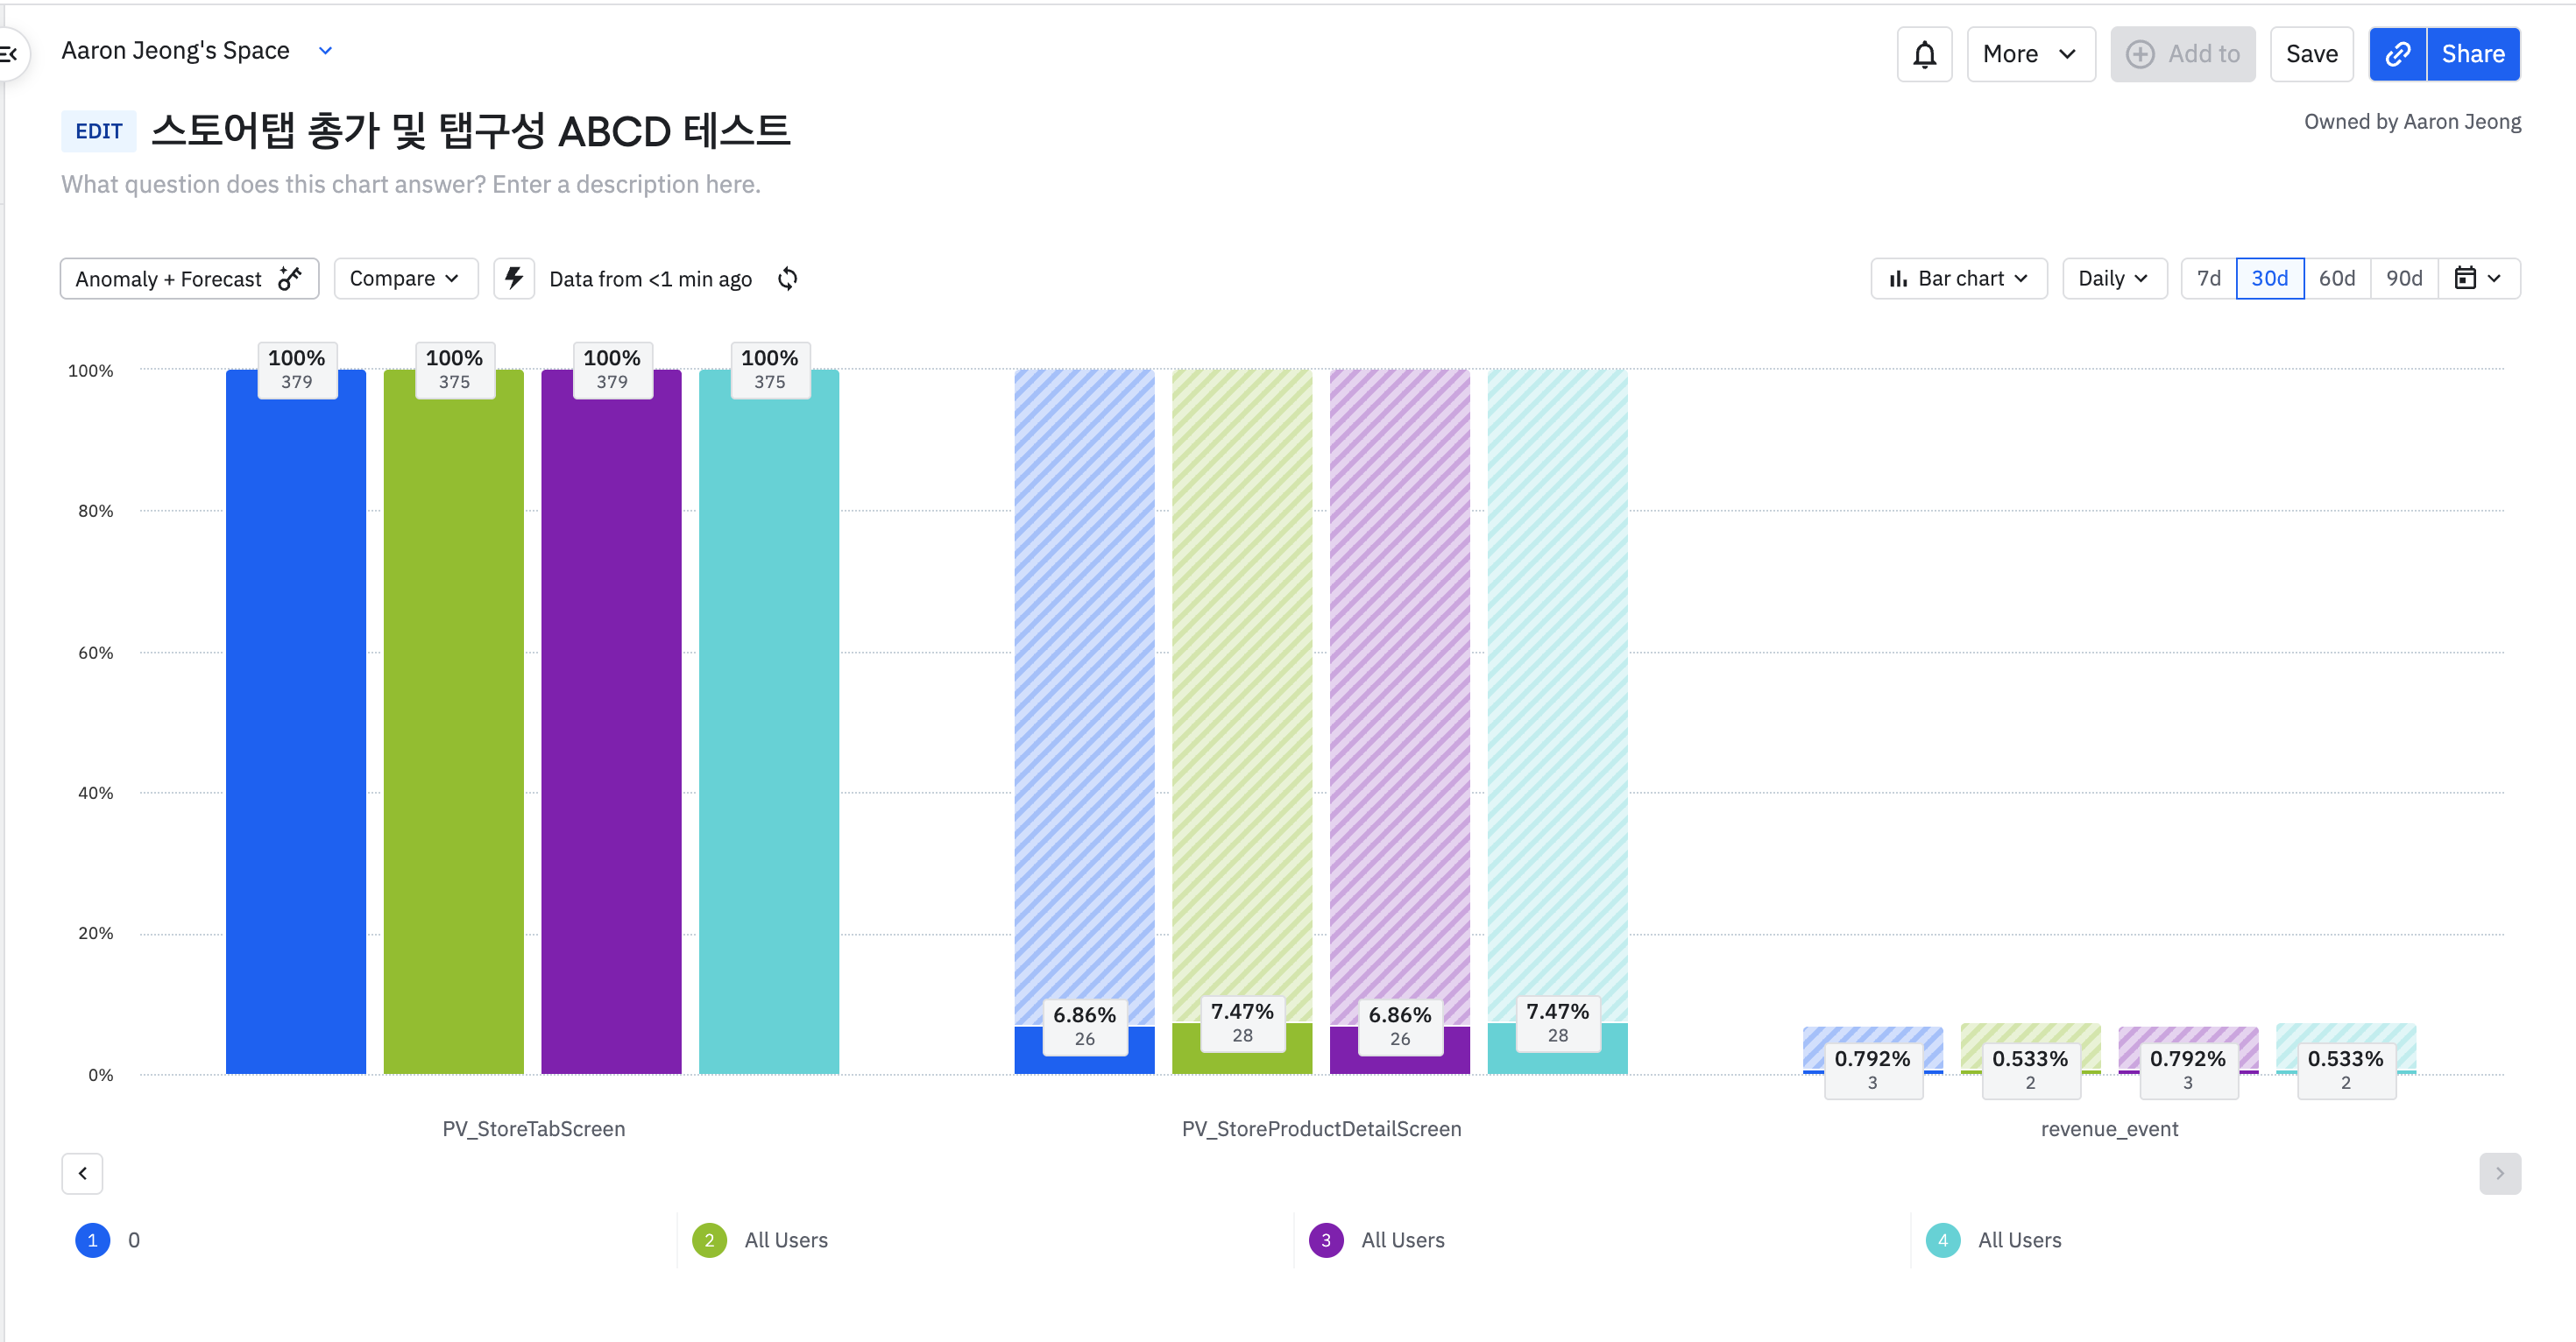 Aaron Jeong's Space
More
Add to
Save
Share
EDIT 스토어탭 총가 및 탭구성 ABCD 테스트
Owned by Aaron Jeong
What question does this chart answer? Enter a description here.
Anomaly + Forecast
Compare
Data from <1 min ago
Bar chart
Daily
7d
30d
60d
90d
100%
80%
60%
40%
20%
0%
100%
379
100%
375
100%
379
100%
375
6.86%
26
7.47%
28
6.86%
26
7.47%
28
0.792%
3
0.533%
2
0.792%
3
0.533%
2
PV_StoreTabScreen
PV_StoreProductDetailScreen
revenue_event
1 0
2 All Users
3 All Users
4 All Users